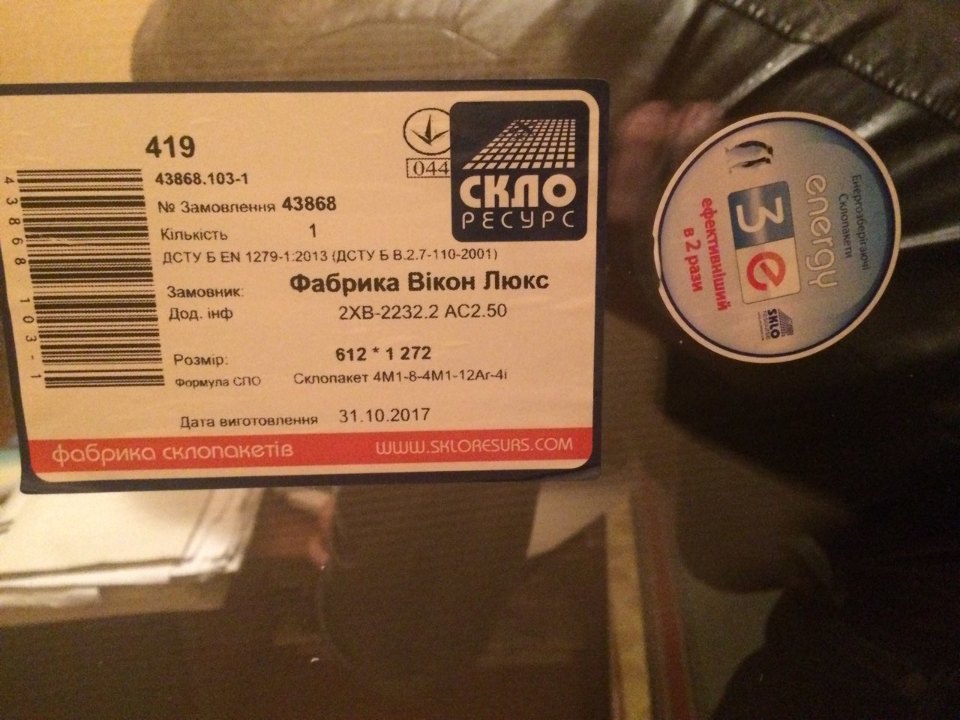 419
43868.103-1
43868 103-1
044
СКЛО
РЕСУРС
№ Замовлення 43868
Кількість 1
ДСТУ Б EN 1279-1:2013 (ДСТУ Б В.2.7-110-2001)
Замовник: Фабрика Вікон Люкс
Дод. інф 2ХВ-2232.2 АС2.50
Розмір: 612 * 1 272
Формула СПО Склопакет 4М1-8-4М1-12Ar-4і
Дата виготовлення 31.10.2017
фабрика склопакетів WWW.SKLORESURS.COM
Енергозберігаючі
Склопакети
energy
3e
ефективніший
в 2 рази
SKLO